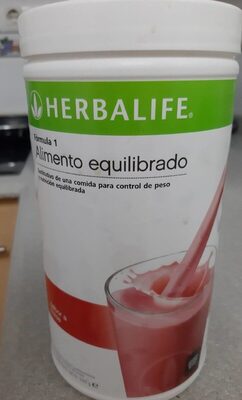 HERBALIFE®
Fórmula 1
Alimento equilibrado
Sustitutivo de una comida para control de peso
y nutrición equilibrada